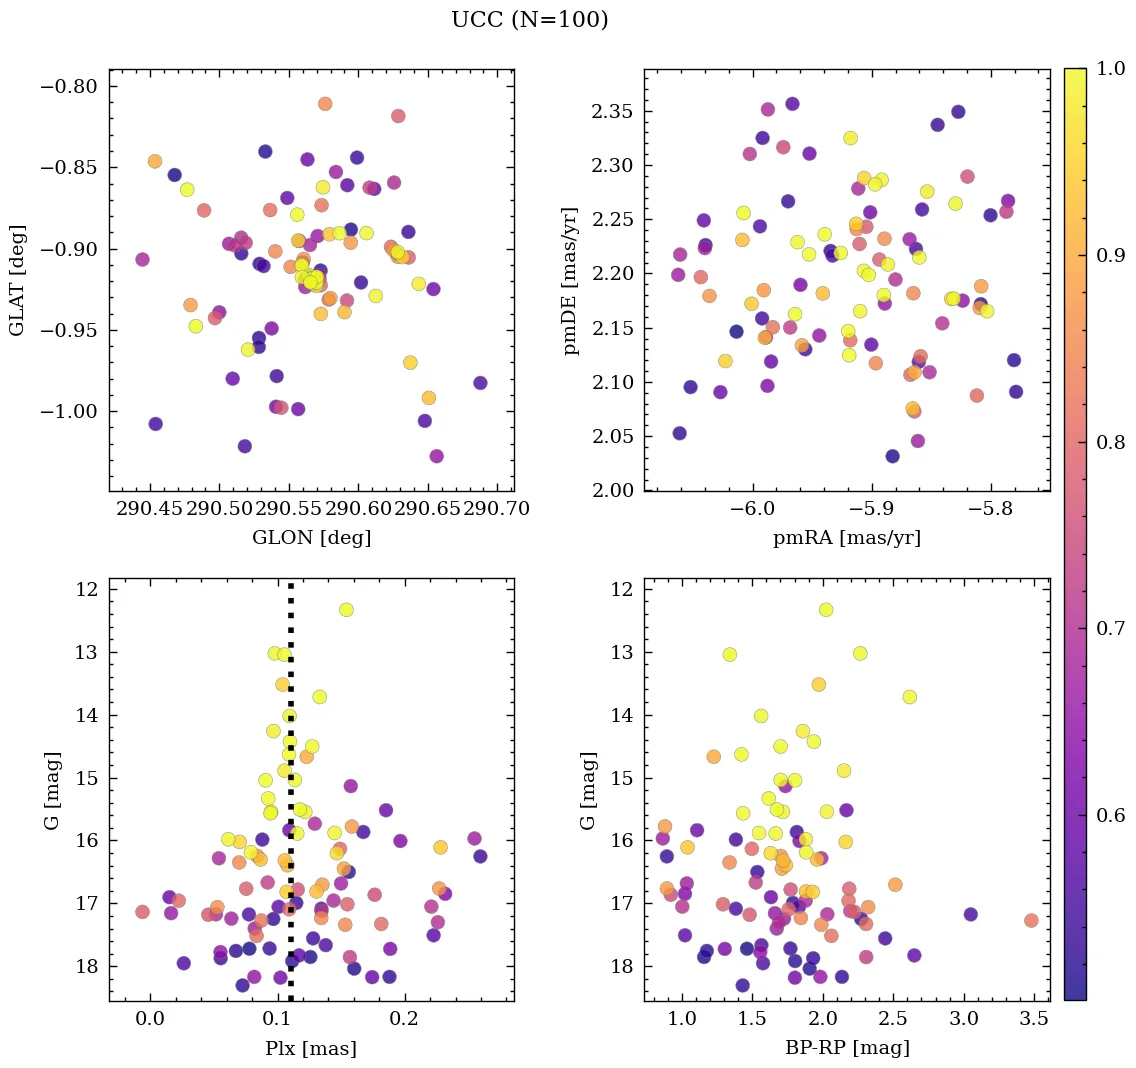 UCC (N=100)
−0.80
−0.85
−0.90
−0.95
−1.00
GLAT [deg]
290.45 290.50 290.55 290.60 290.65 290.70
GLON [deg]
2.35
2.30
2.25
2.20
2.15
2.10
2.05
2.00
pmDE [mas/yr]
−6.0 −5.9 −5.8
pmRA [mas/yr]
12
13
14
15
16
17
18
G [mag]
0.0 0.1 0.2
Plx [mas]
12
13
14
15
16
17
18
G [mag]
1.0 1.5 2.0 2.5 3.0 3.5
BP-RP [mag]
1.0
0.9
0.8
0.7
0.6